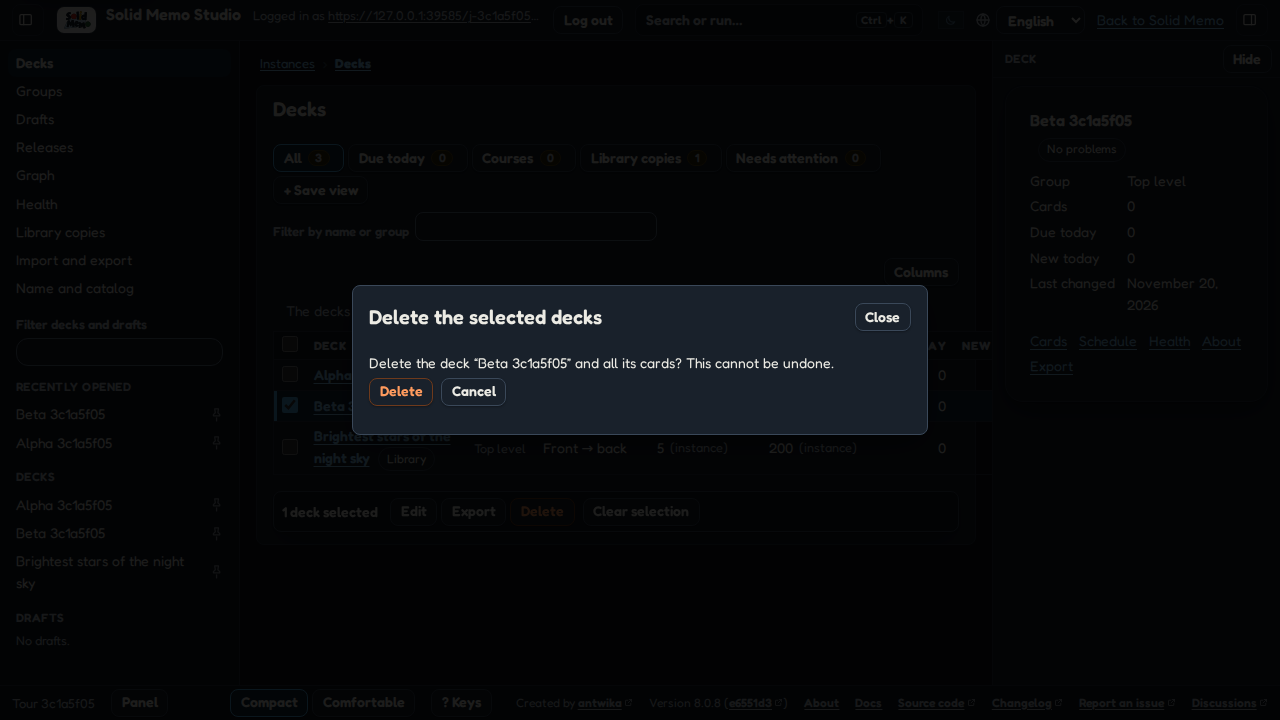 Solid Memo Studio
Logged in as https://127.0.0.1:39585/j-3c1a5f05...
Log out
Search or run...
Ctrl + K
English
Back to Solid Memo
Decks
Groups
Drafts
Releases
Graph
Health
Library copies
Import and export
Name and catalog
Filter decks and drafts
RECENTLY OPENED
Beta 3c1a5f05
Alpha 3c1a5f05
DECKS
Alpha 3c1a5f05
Beta 3c1a5f05
Brightest stars of the night
sky
DRAFTS
No drafts.
Instances › Decks
Decks
All 3
Due today 0
Courses 0
Library copies 1
Needs attention 0
+ Save view
Filter by name or group
Columns
The decks
DECK
AY
NEW
Alpha
0
Beta 3
0
Brightest stars of the
night sky Library
Top level
Front → back
5 (instance)
200 (instance)
0
1 deck selected
Edit
Export
Delete
Clear selection
Delete the selected decks
Close
Delete the deck “Beta 3c1a5f05” and all its cards? This cannot be undone.
Delete
Cancel
DECK
Hide
Beta 3c1a5f05
No problems
Group Top level
Cards 0
Due today 0
New today 0
Last changed November 20,
2026
Cards Schedule Health About
Export
Tour 3c1a5f05
Panel
Compact
Comfortable
? Keys
Created by antwika
Version 8.0.8 (e6551d3)
About
Docs
Source code
Changelog
Report an issue
Discussions